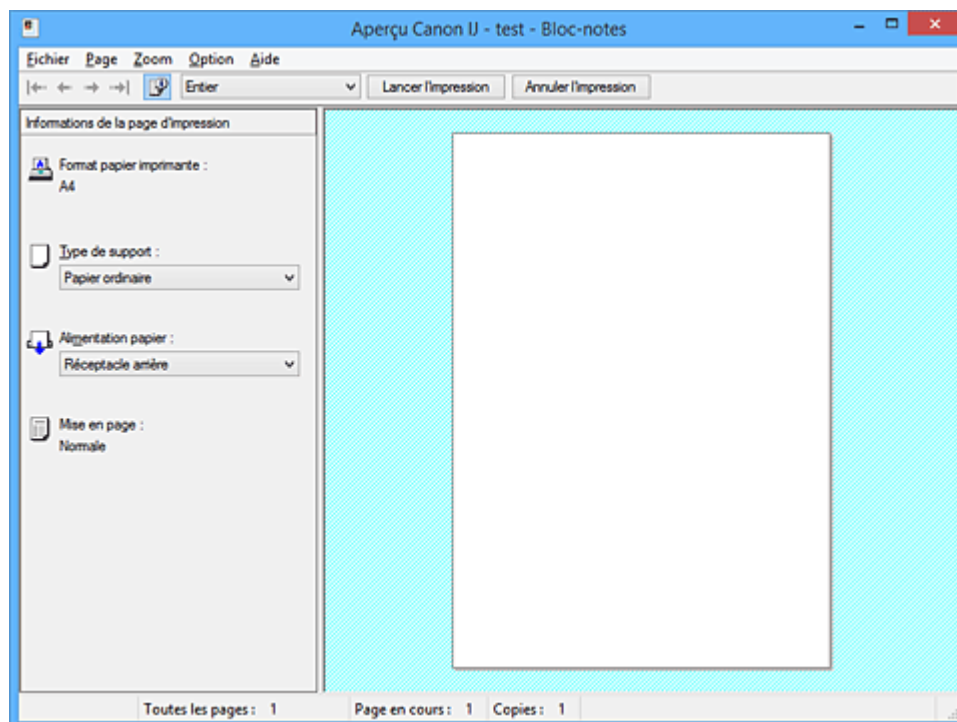 Aperçu Canon IJ - test - Bloc-notes
Fichier Page Zoom Option Aide
Entier Lancer l'impression Annuler l'impression
Informations de la page d'impression
Format papier imprimante :
A4
Type de support :
Papier ordinaire
Alimentation papier :
Réceptacle arrière
Mise en page :
Normale
Toutes les pages : 1 Page en cours : 1 Copies : 1